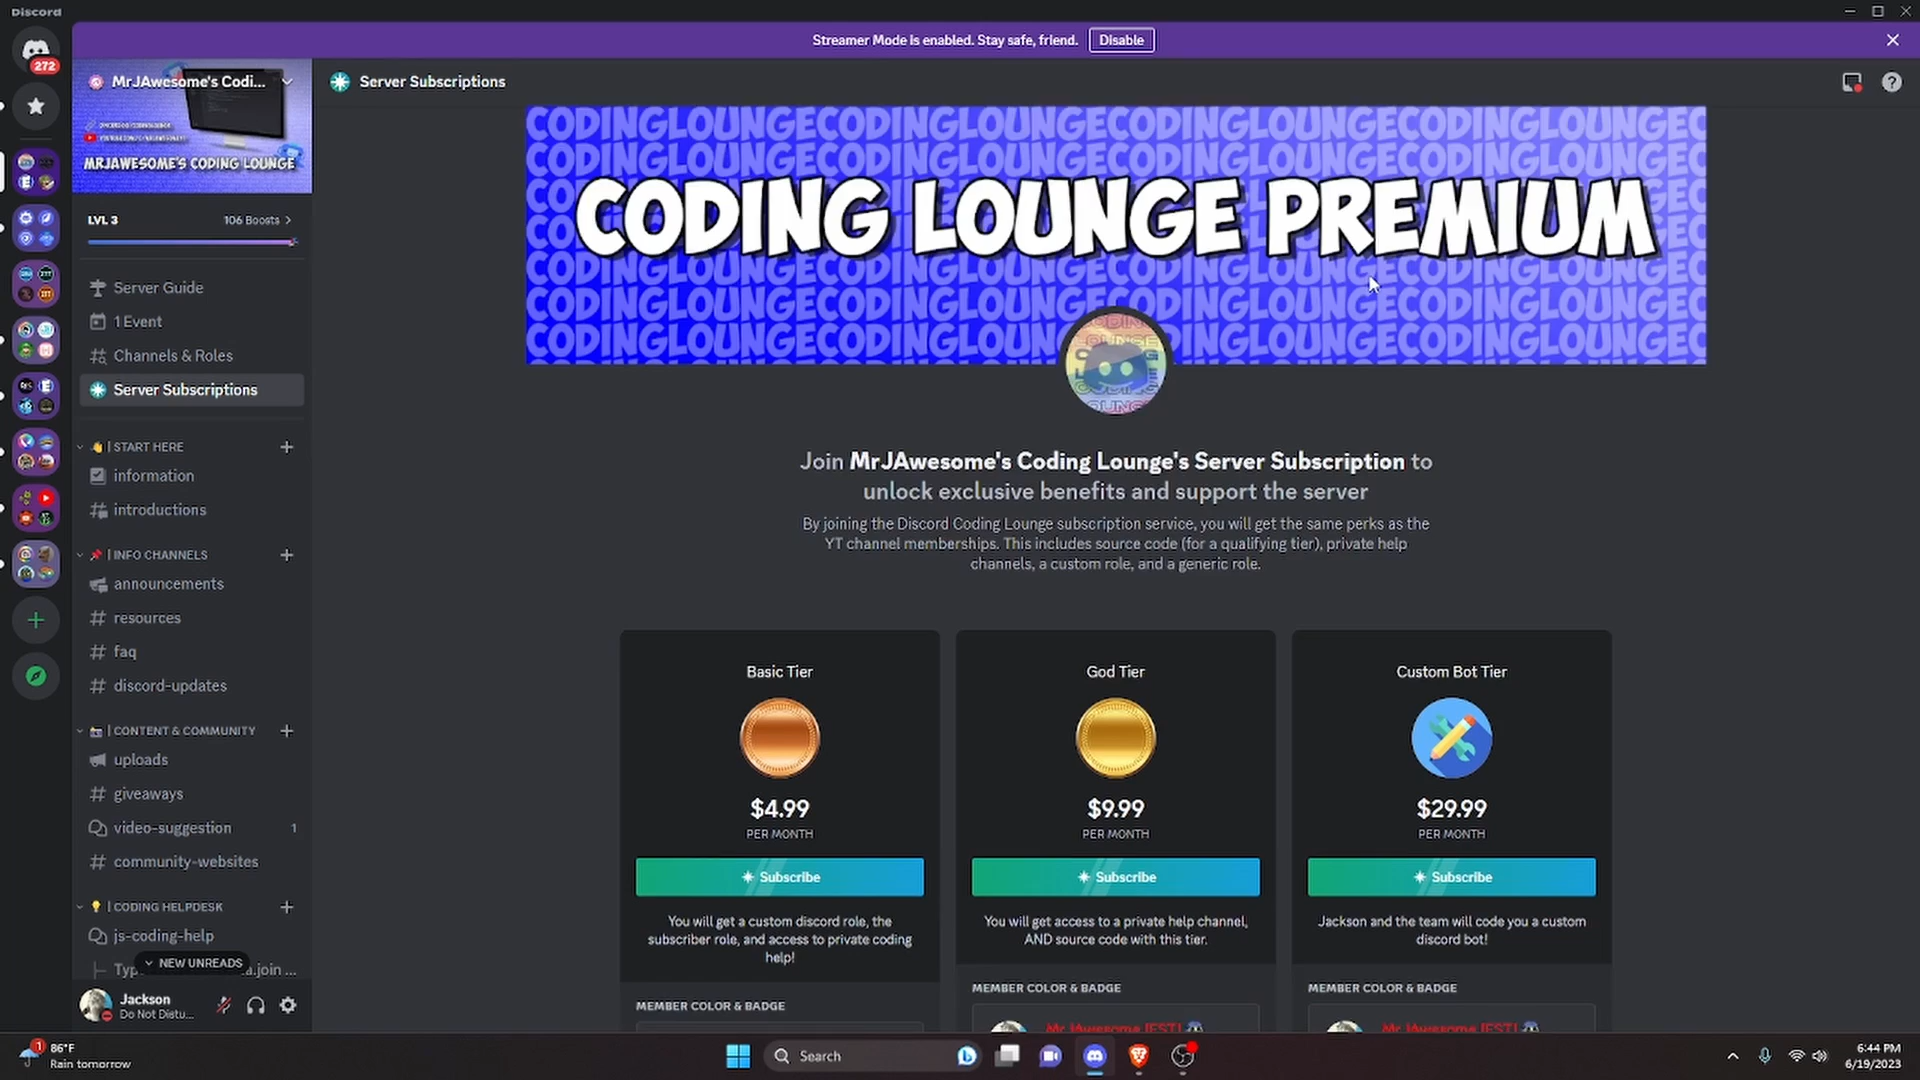 Discord
Streamer Mode is enabled. Stay safe, friend.
Disable
272
MrJAwesome's Codi...
MRJAWESOME'S CODING LOUNGE
Server Subscriptions
LVL 3
106 Boosts
Server Guide
1 Event
Channels & Roles
Server Subscriptions
| START HERE
information
introductions
| INFO CHANNELS
announcements
resources
faq
discord-updates
| CONTENT & COMMUNITY
uploads
giveaways
video-suggestion
1
community-websites
| CODING HELPDESK
js-coding-help
NEW UNREADS
.join ...
Jackson
Do Not Distu...
CODING LOUNGE PREMIUM
Join MrJAwesome's Coding Lounge's Server Subscription to
unlock exclusive benefits and support the server
By joining the Discord Coding Lounge subscription service, you will get the same perks as the
YT channel memberships. This includes source code (for a qualifying tier), private help
channels, a custom role, and a generic role.
Basic Tier
$4.99
PER MONTH
Subscribe
You will get a custom discord role, the
subscriber role, and access to private coding
help!
MEMBER COLOR & BADGE
God Tier
$9.99
PER MONTH
Subscribe
You will get access to a private help channel,
AND source code with this tier.
MEMBER COLOR & BADGE
MrJAwesome [EST]
Custom Bot Tier
$29.99
PER MONTH
Subscribe
Jackson and the team will code you a custom
discord bot!
MEMBER COLOR & BADGE
MrJAwesome [EST]
1
86°F
Rain tomorrow
Search
6:44 PM
6/19/2023